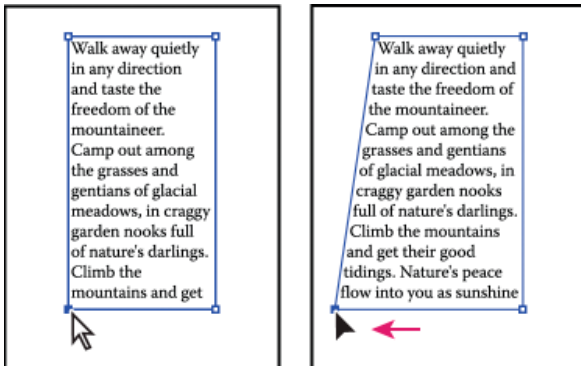 Walk away quietly
in any direction
and taste the
freedom of the
mountaineer.
Camp out among
the grasses and
gentians of glacial
meadows, in craggy
garden nooks full
of nature's darlings.
Climb the
mountains and get
Walk away quietly
in any direction and
taste the freedom of
the mountaineer.
Camp out among the
grasses and gentians
of glacial meadows, in
craggy garden nooks
full of nature's darlings.
Climb the mountains
and get their good
tidings. Nature's peace
flow into you as sunshine